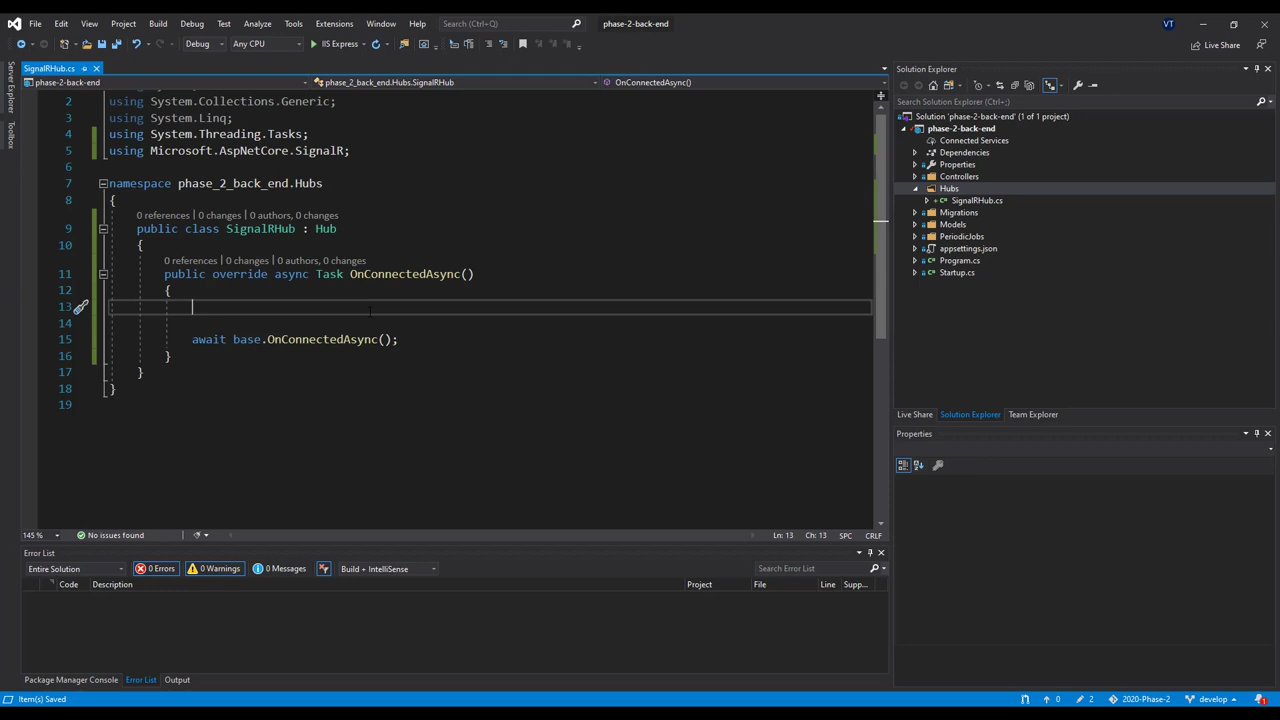 File Edit View Project Build Debug Test Analyze Tools Extensions Window Help Search (Ctrl+Q) phase-2-back-end VT
Debug Any CPU IIS Express Live Share
Server Explorer
Toolbox
SignalRHub.cs
phase-2-back-end phase_2_back_end.Hubs.SignalRHub OnConnectedAsync()
2 using System.Collections.Generic;
3 using System.Linq;
4 using System.Threading.Tasks;
5 using Microsoft.AspNetCore.SignalR;
6
7 namespace phase_2_back_end.Hubs
8 {
0 references | 0 changes | 0 authors, 0 changes
9 public class SignalRHub : Hub
10 {
0 references | 0 changes | 0 authors, 0 changes
11 public override async Task OnConnectedAsync()
12 {
13
14
15 await base.OnConnectedAsync();
16 }
17 }
18 }
19
145 % No issues found Ln: 13 Ch: 13 SPC CRLF
Error List
Entire Solution 0 Errors 0 Warnings 0 Messages Build + IntelliSense Search Error List
Code Description Project File Line Supp...
Package Manager Console Error List Output
Solution Explorer
Search Solution Explorer (Ctrl+;)
Solution 'phase-2-back-end' (1 of 1 project)
phase-2-back-end
Connected Services
Dependencies
Properties
Controllers
Hubs
SignalRHub.cs
Migrations
Models
PeriodicJobs
appsettings.json
Program.cs
Startup.cs
Live Share Solution Explorer Team Explorer
Properties
Item(s) Saved 0 2 2020-Phase-2 develop 1